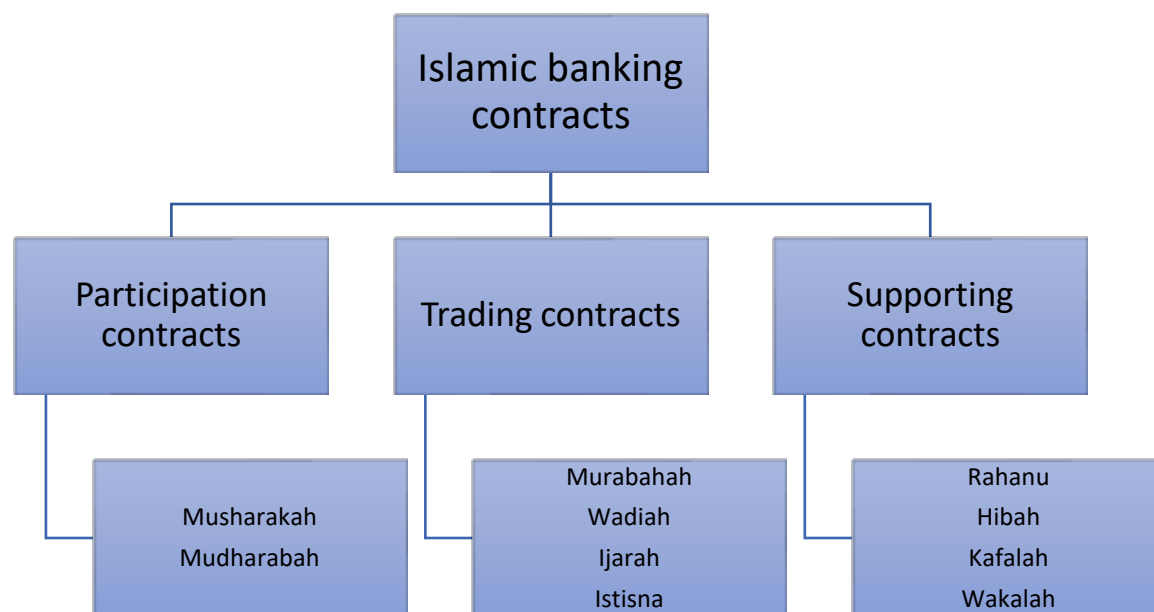 Islamic banking
contracts
Participation
contracts
Trading contracts
Supporting
contracts
Musharakah
Mudharabah
Murabahah
Wadiah
Ijarah
Istisna
Rahanu
Hibah
Kafalah
Wakalah